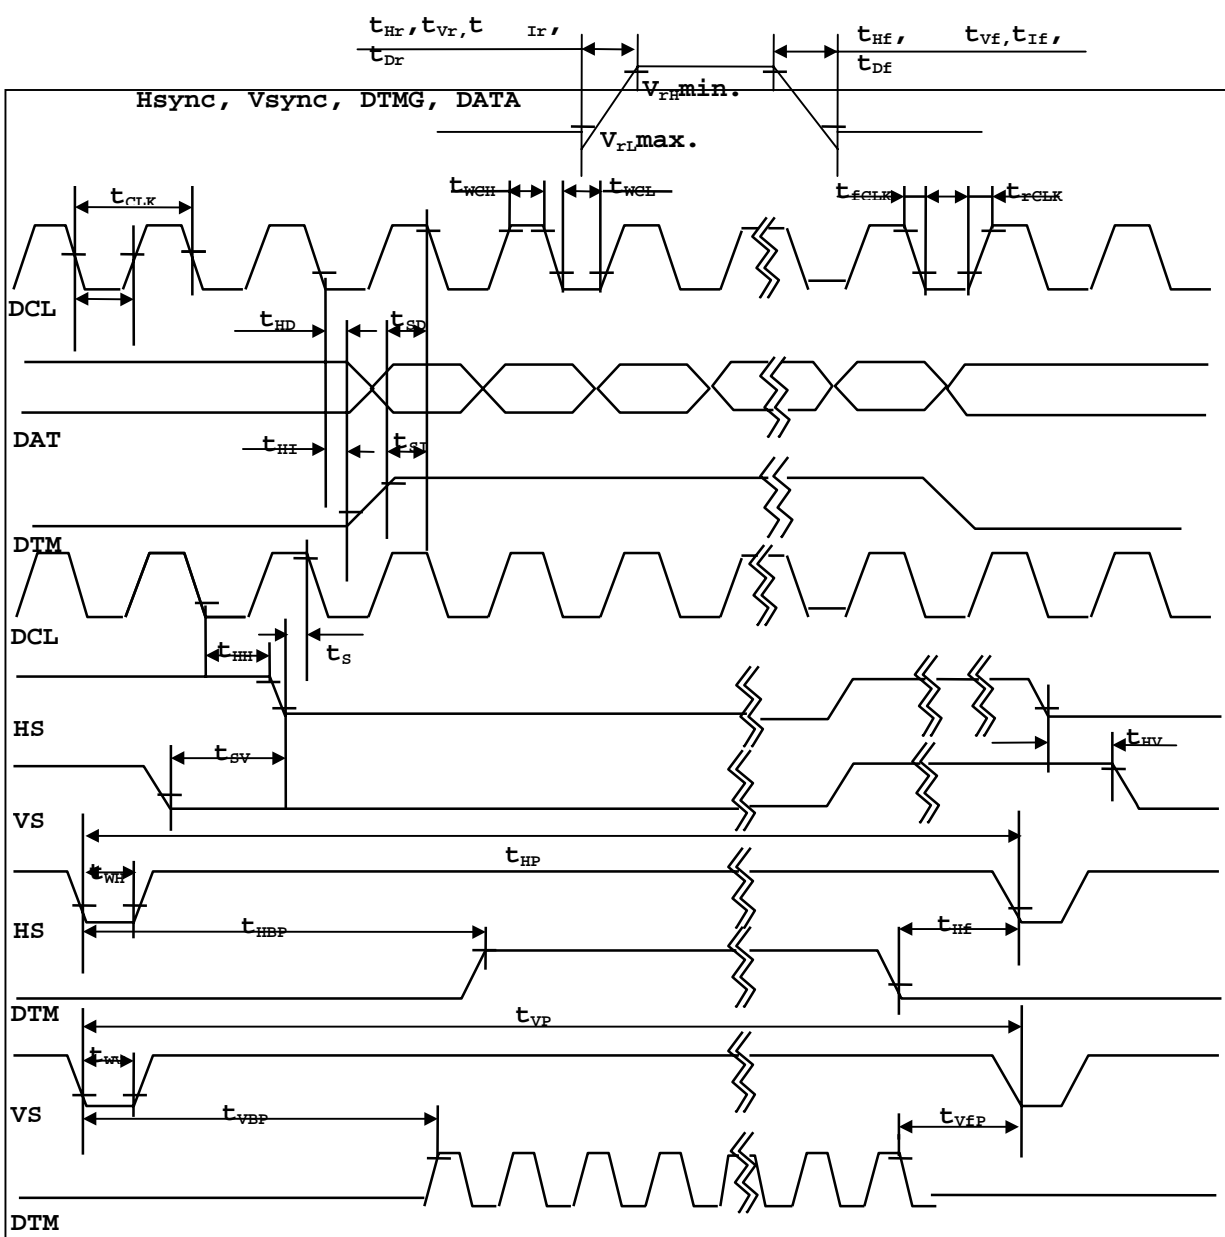 tHr,tVr,t Ir,
tDr
tHf, tVf,tIf,
tDf
Hsync, Vsync, DTMG, DATA
VrHmin.
VrLmax.
tCLK
tWCH
tWCL
tfCLK
trCLK
DCL
tHD
tSD
DAT
tHI
tSI
DTM
DCL
tHH
tS
HS
tSV
tHV
VS
tHP
tWH
HS
tHBP
tHf
DTM
tVP
tWV
VS
tVBP
tVfP
DTM